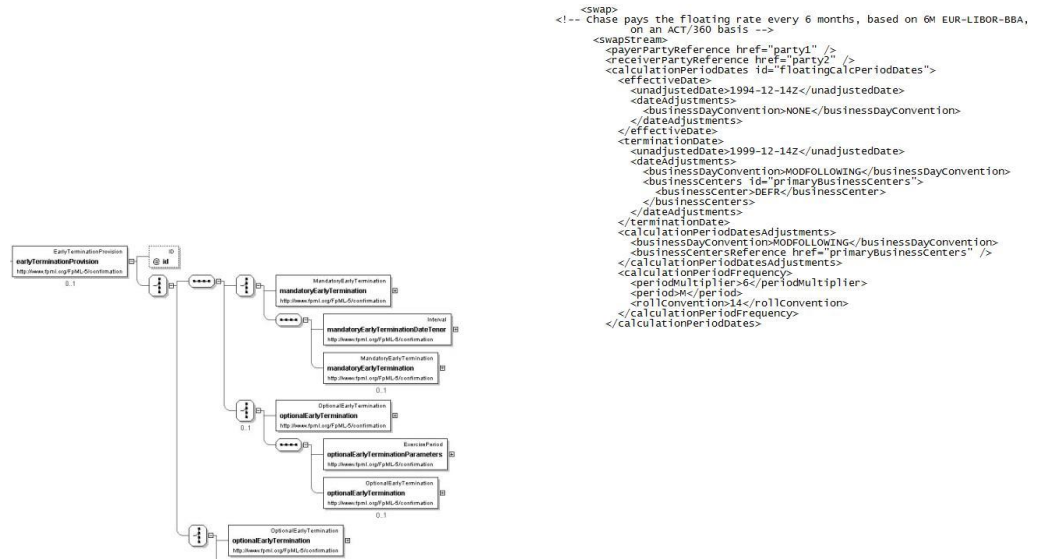 <swap>
<!-- Chase pays the floating rate every 6 months, based on 6M EUR-LIBOR-BBA,
on an ACT/360 basis -->
<swapStream>
<payerPartyReference href="party1" />
<receiverPartyReference href="party2" />
<calculationPeriodDates id="floatingCalcPeriodDates">
<effectiveDate>
<unadjustedDate>1994-12-14Z</unadjustedDate>
<dateAdjustments>
<businessDayConvention>NONE</businessDayConvention>
</dateAdjustments>
</effectiveDate>
<terminationDate>
<unadjustedDate>1999-12-14Z</unadjustedDate>
<dateAdjustments>
<businessDayConvention>MODFOLLOWING</businessDayConvention>
<businessCenters id="primaryBusinessCenters">
<businessCenter>DEFR</businessCenter>
</businessCenters>
</dateAdjustments>
</terminationDate>
<calculationPeriodDatesAdjustments>
<businessDayConvention>MODFOLLOWING</businessDayConvention>
<businessCentersReference href="primaryBusinessCenters" />
</calculationPeriodDatesAdjustments>
<calculationPeriodFrequency>
<periodMultiplier>6</periodMultiplier>
<period>M</period>
<rollConvention>14</rollConvention>
</calculationPeriodFrequency>
</calculationPeriodDates>
EarlyTerminationProvision
earlyTerminationProvision
http://www.fpml.org/FpML-5/confirmation
0..1
ID
@ id
MandatoryEarlyTermination
mandatoryEarlyTermination
http://www.fpml.org/FpML-5/confirmation
Interval
mandatoryEarlyTerminationDateTenor
http://www.fpml.org/FpML-5/confirmation
MandatoryEarlyTermination
mandatoryEarlyTermination
http://www.fpml.org/FpML-5/confirmation
0..1
0..1
OptionalEarlyTermination
optionalEarlyTermination
http://www.fpml.org/FpML-5/confirmation
ExercisePeriod
optionalEarlyTerminationParameters
http://www.fpml.org/FpML-5/confirmation
OptionalEarlyTermination
optionalEarlyTermination
http://www.fpml.org/FpML-5/confirmation
0..1
OptionalEarlyTermination
optionalEarlyTermination
http://www.fpml.org/FpML-5/confirmation